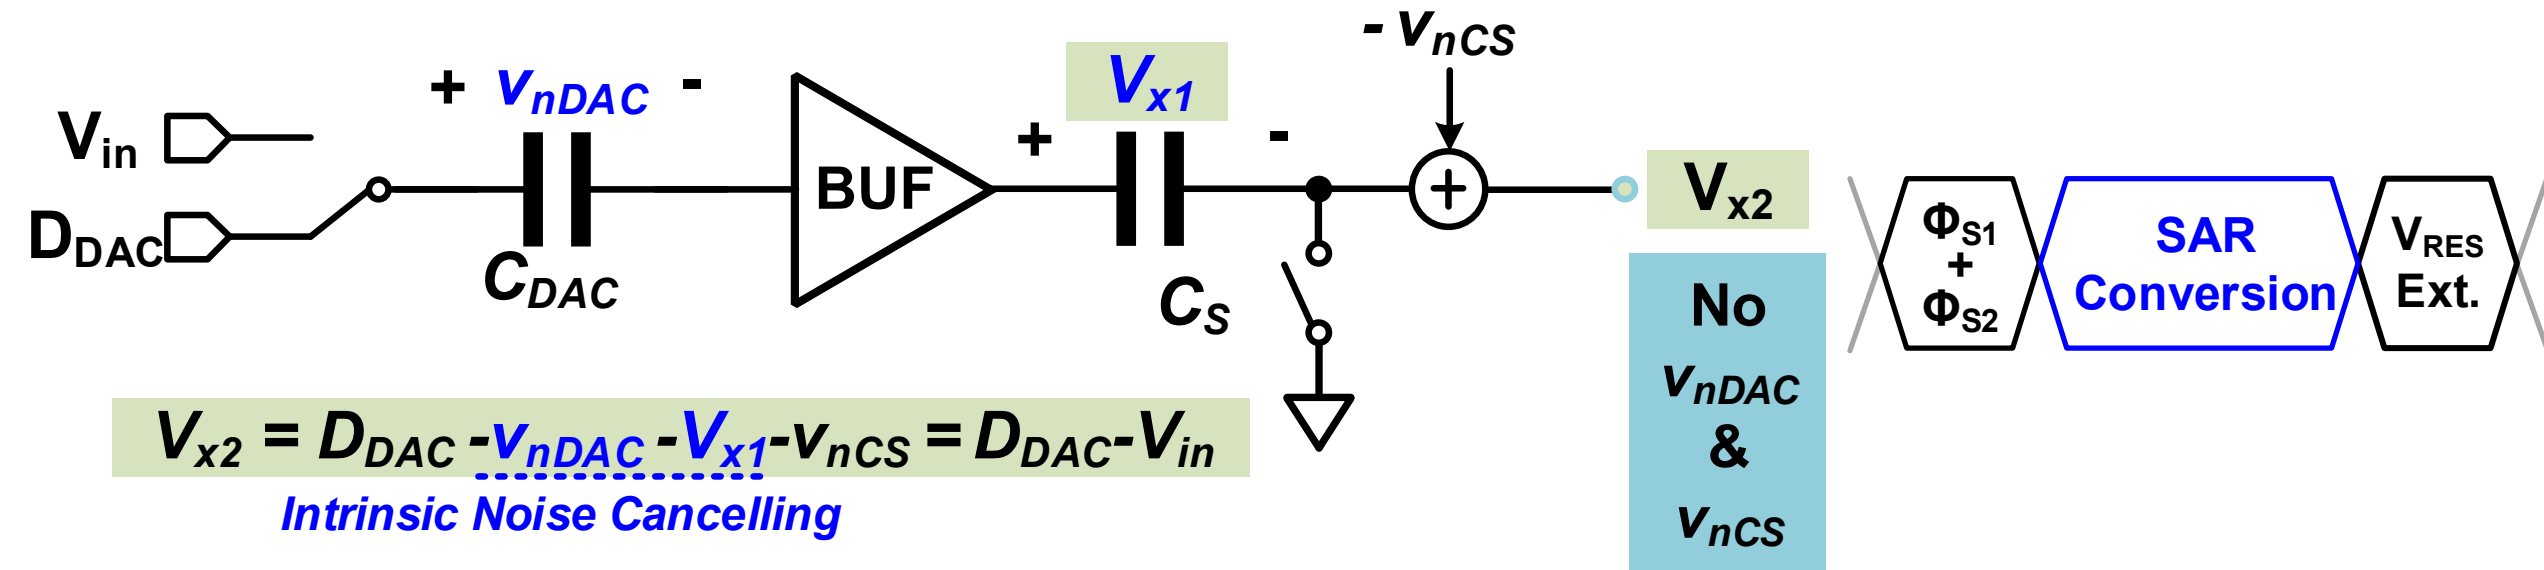 - vnCS
+ vnDAC -
Vx1
Vin
+ -
BUF
+
Vx2
DDAC
CDAC
CS
ΦS1
+
ΦS2
SAR
Conversion
VRES
Ext.
No
vnDAC
&
vnCS
Vx2 = DDAC -vnDAC -Vx1-vnCS = DDAC-Vin
Intrinsic Noise Cancelling